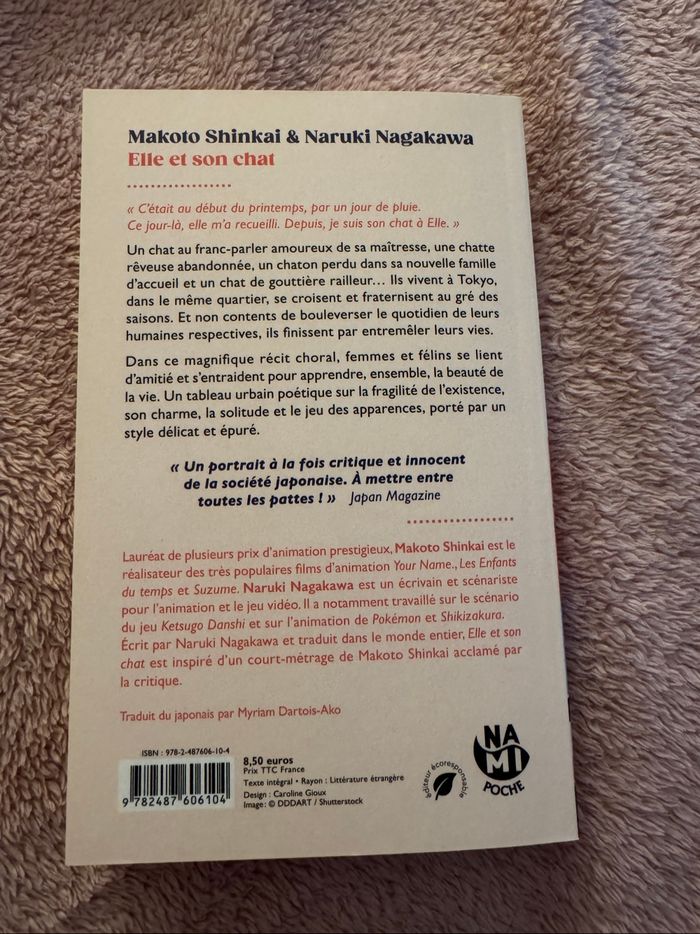 Makoto Shinkai & Naruki Nagakawa
Elle et son chat
« C'était au début du printemps, par un jour de pluie.
Ce jour-là, elle m'a recueilli. Depuis, je suis son chat à Elle. »
Un chat au franc-parler amoureux de sa maîtresse, une chatte
rêveuse abandonnée, un chaton perdu dans sa nouvelle famille
d'accueil et un chat de gouttière railleur... Ils vivent à Tokyo,
dans le même quartier, se croisent et fraternisent au gré des
saisons. Et non contents de bouleverser le quotidien de leurs
humaines respectives, ils finissent par entremêler leurs vies.
Dans ce magnifique récit choral, femmes et félins se lient
d'amitié et s'entraident pour apprendre, ensemble, la beauté de
la vie. Un tableau urbain poétique sur la fragilité de l'existence,
son charme, la solitude et le jeu des apparences, porté par un
style délicat et épuré.
« Un portrait à la fois critique et innocent
de la société japonaise. À mettre entre
toutes les pattes ! » Japan Magazine
Lauréat de plusieurs prix d'animation prestigieux, Makoto Shinkai est le
réalisateur des très populaires films d'animation Your Name., Les Enfants
du temps et Suzume. Naruki Nagakawa est un écrivain et scénariste
pour l'animation et le jeu vidéo. Il a notamment travaillé sur le scénario
du jeu Ketsugo Danshi et sur l'animation de Pokémon et Shikizakura.
Écrit par Naruki Nagakawa et traduit dans le monde entier, Elle et son
chat est inspiré d'un court-métrage de Makoto Shinkai acclamé par
la critique.
Traduit du japonais par Myriam Dartois-Ako
ISBN : 978-2-487606-10-4
9 782487 606104
8,50 euros
Prix TTC France
Texte intégral • Rayon : Littérature étrangère
Design : Caroline Gioux
Image : © DDDART / Shutterstock
éditeur écoresponsable
NA
MI
POCHE